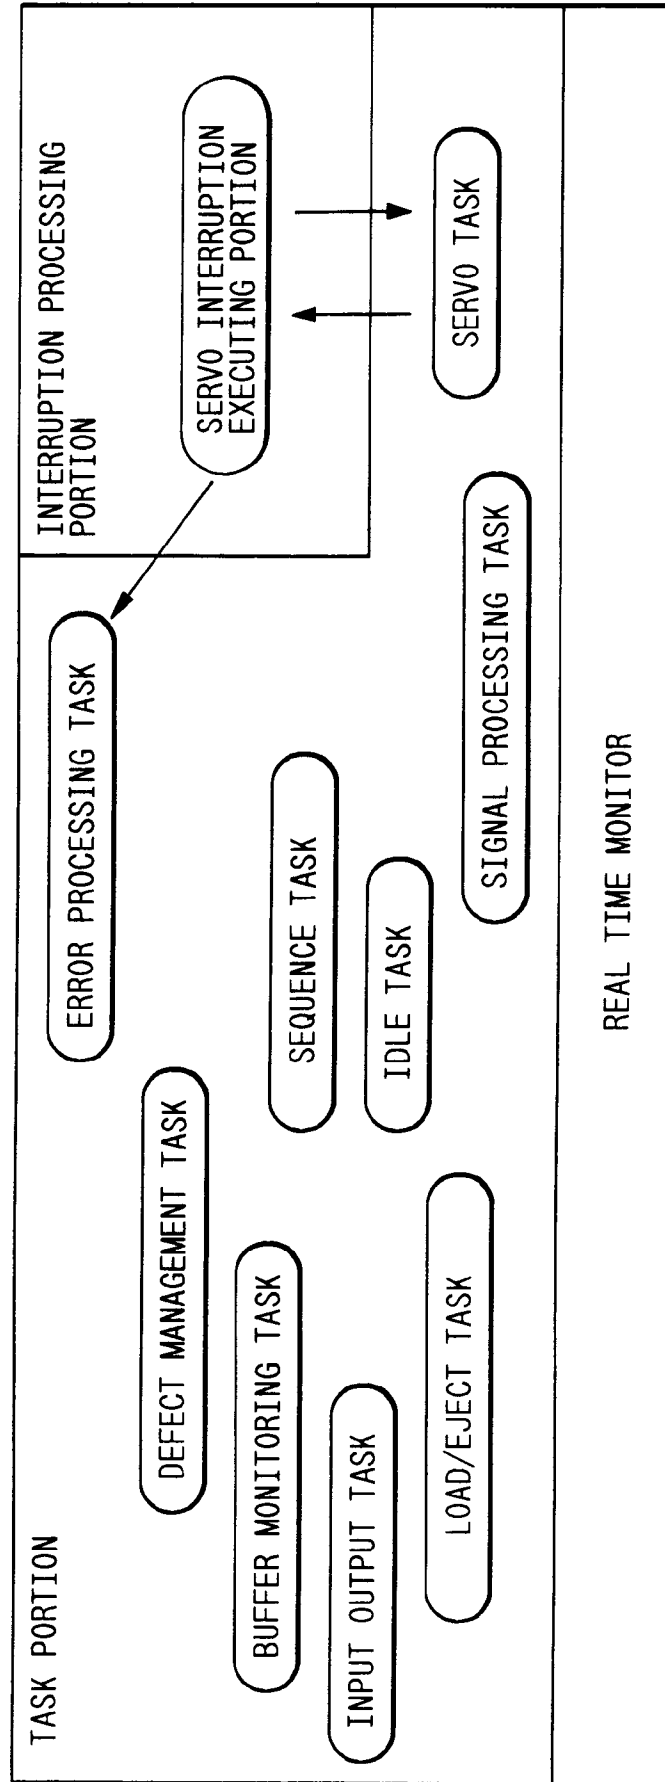 TASK PORTION
INTERRUPTION PROCESSING
PORTION
ERROR PROCESSING TASK
DEFECT MANAGEMENT TASK
SERVO INTERRUPTION
EXECUTING PORTION
BUFFER MONITORING TASK
SEQUENCE TASK
INPUT OUTPUT TASK
IDLE TASK
LOAD/EJECT TASK
SIGNAL PROCESSING TASK
SERVO TASK
REAL TIME MONITOR